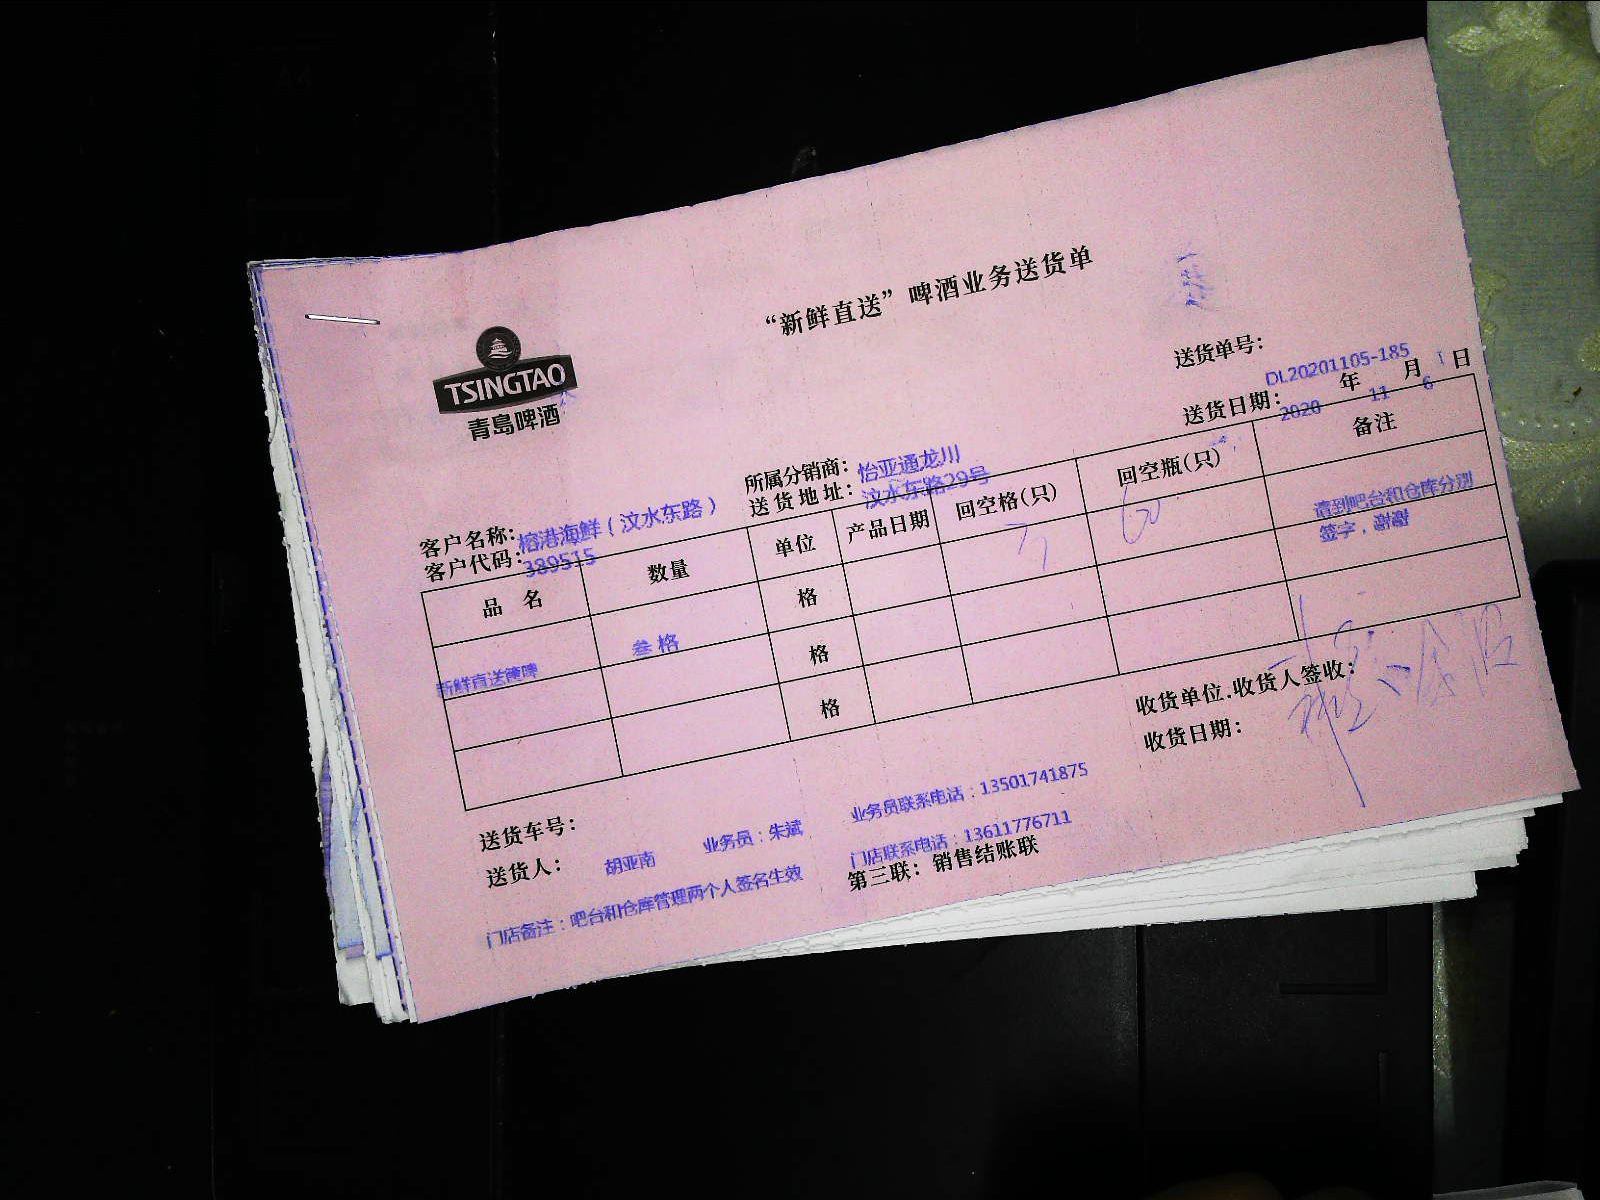 “新鲜直送”啤酒业务送货单
TSINGTAO
青岛啤酒
送货单号： DL20201105-185
送货日期： 2020 年 11 月 6 日
所属分销商：怡亚通龙川
送货地址：汶水东路29号
客户名称：榕港海鲜（汶水东路）
客户代码：389515
品 名 数量 单位 产品日期 回空格（只） 回空瓶（只） 备注
新鲜直送 叁格 格 60 请到吧台和仓库分别签字，谢谢
格
格
收货单位.收货人签收：
收货日期：
送货车号：
送货人： 胡亚南 业务员：朱斌 业务员联系电话：13501741875
门店联系电话：13611776711
门店备注：吧台和仓库管理两个人签名生效
第三联：销售结账联